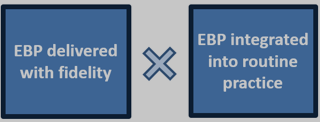 EBP delivered
with fidelity
EBP integrated
into routine
practice